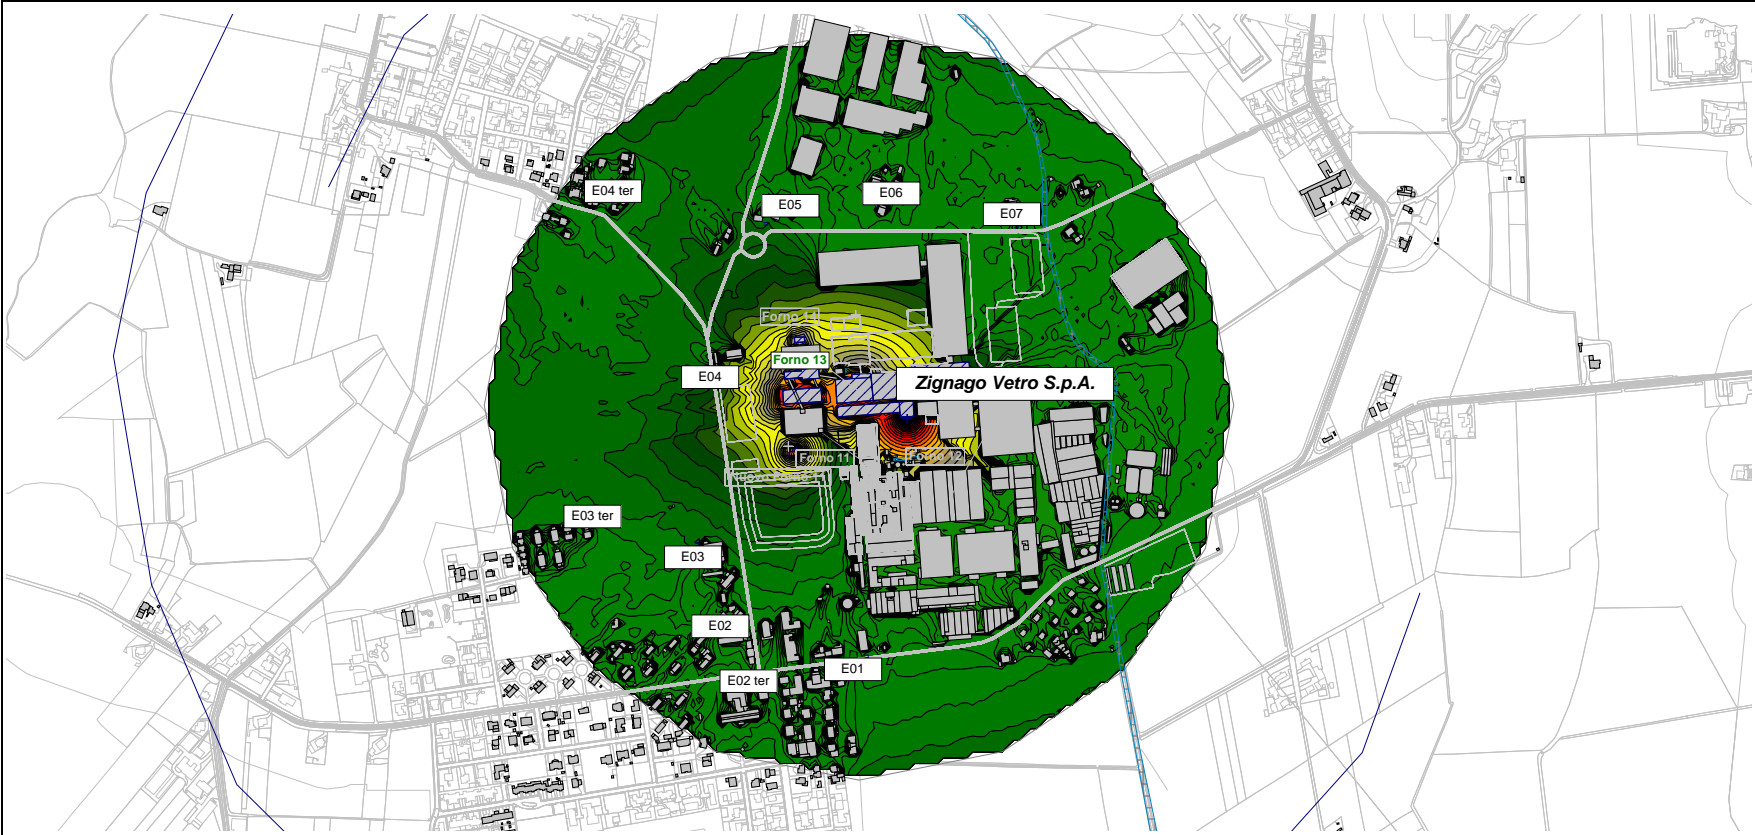 E04 ter
E05
E06
E07
Forno 14
Forno 13
E04
Zignago Vetro S.p.A.
Forno 11
Forno 12
E03 ter
E03
E02
E01
E02 ter